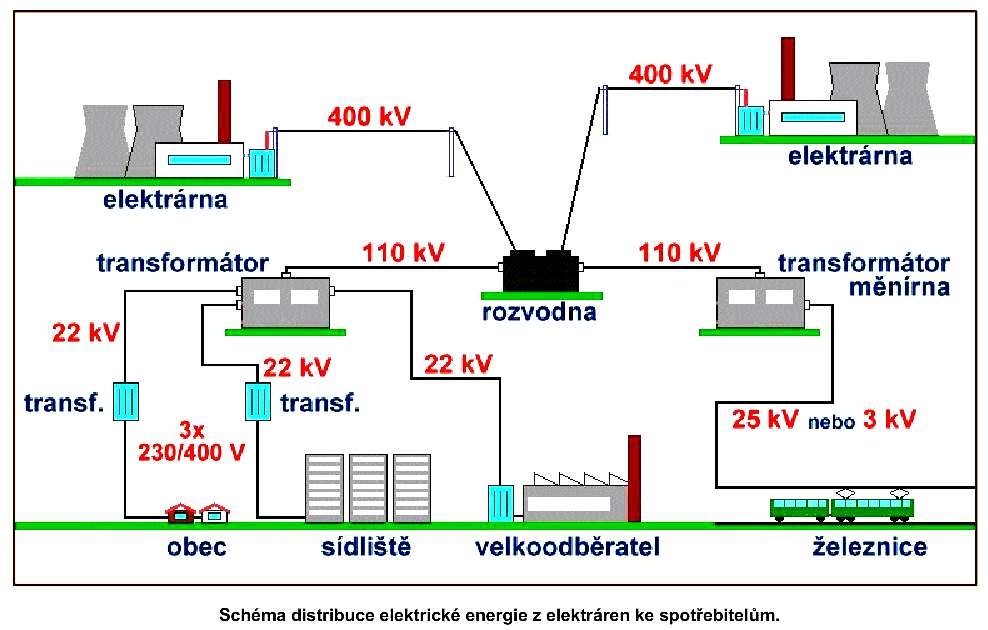 400 kV
400 kV
elektrárna
elektrárna
110 kV
110 kV
transformátor
transformátor
měnírna
rozvodna
22 kV
22 kV
22 kV
transf.
transf.
25 kV nebo 3 kV
3x
230/400 V
obec
sídliště
velkoodběratel
železnice
Schéma distribuce elektrické energie z elektráren ke spotřebitelům.